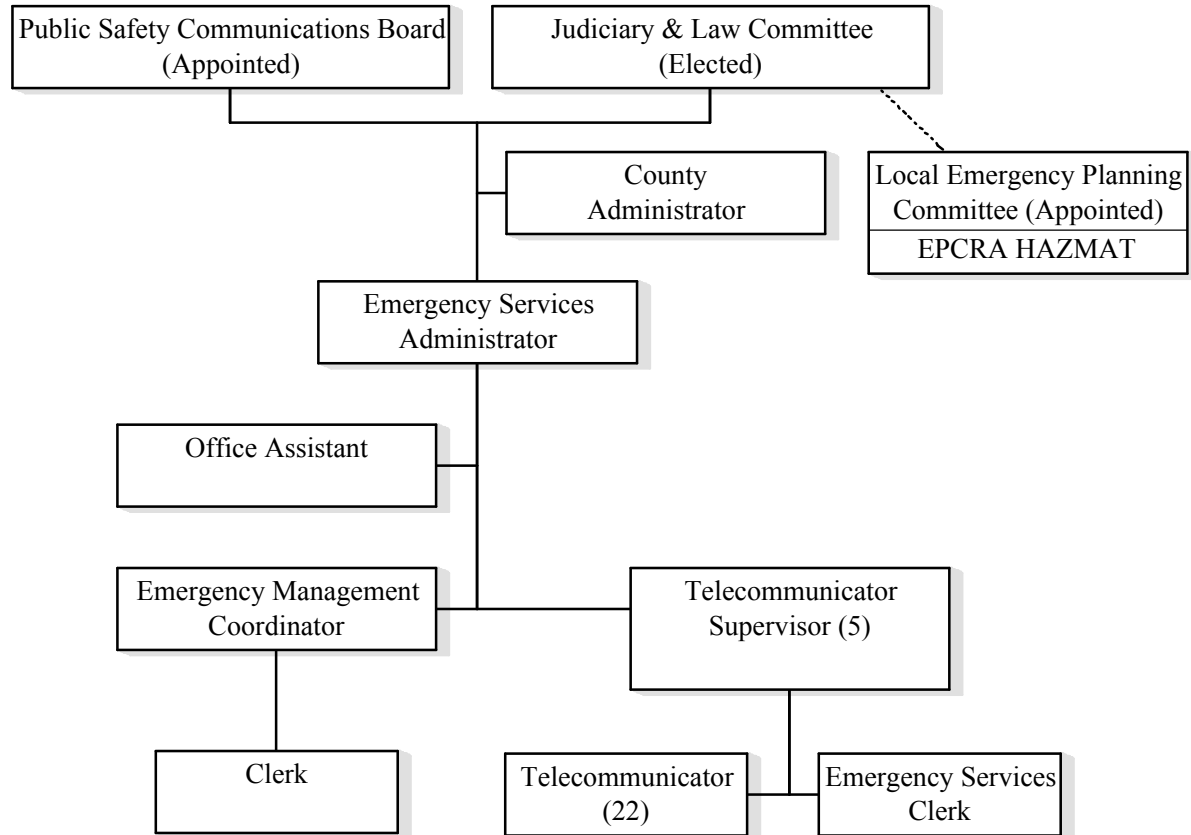 Public Safety Communications Board
(Appointed)
Judiciary & Law Committee
(Elected)
County
Administrator
Local Emergency Planning
Committee (Appointed)
EPCRA HAZMAT
Emergency Services
Administrator
Office Assistant
Emergency Management
Coordinator
Telecommunicator
Supervisor (5)
Clerk
Telecommunicator
(22)
Emergency Services
Clerk